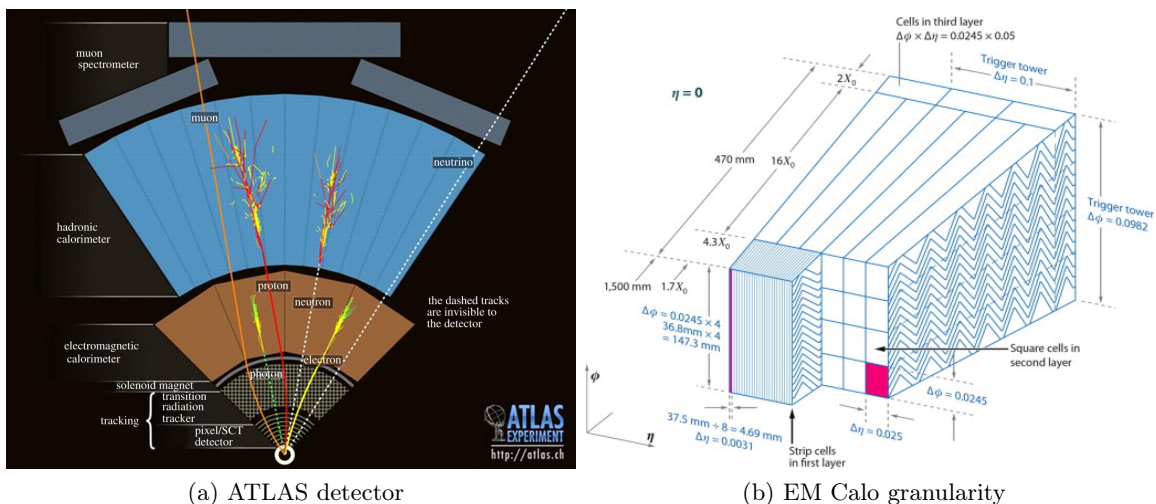 muon
spectrometer
muon
neutrino
hadronic
calorimeter
proton
neutron
the dashed tracks
are invisible to
the detector
electromagnetic
calorimeter
electron
photon
solenoid magnet
tracking
transition
radiation
tracker
pixel/SCT
detector
ATLAS
EXPERIMENT
http://atlas.ch
(a) ATLAS detector
Cells in third layer
Δϕ × Δη = 0.0245 × 0.05
Trigger tower
Δη = 0.1
2X₀
η = 0
470 mm
16X₀
Trigger tower
Δϕ = 0.0982
4.3X₀
1,500 mm
1.7X₀
Δϕ = 0.0245 × 4
36.8mm × 4
= 147.3 mm
Square cells in
second layer
ϕ
η
Δϕ = 0.0245
37.5 mm ÷ 8 = 4.69 mm
Δη = 0.0031
Δη = 0.025
Strip cells
in first layer
(b) EM Calo granularity